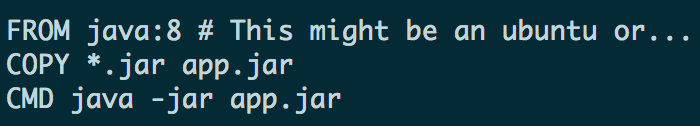 FROM java:8 # This might be an ubuntu or...
COPY *.jar app.jar
CMD java -jar app.jar